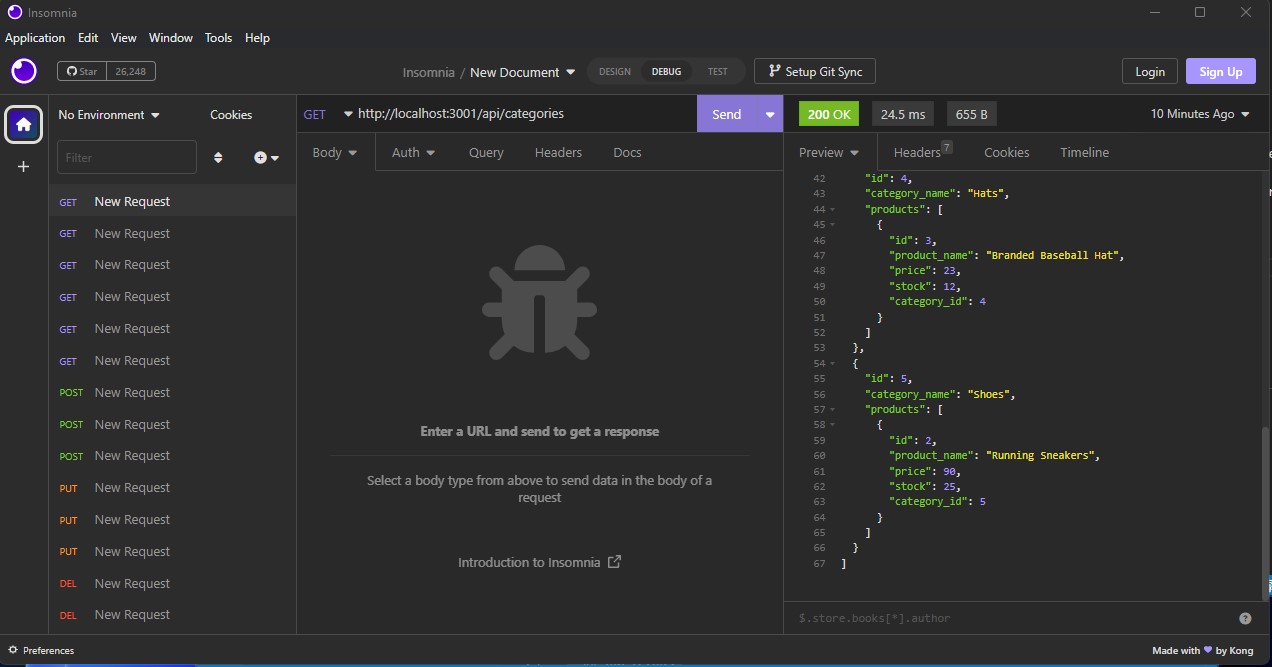 Insomnia
Application Edit View Window Tools Help
Star 26,248
Insomnia / New Document
DESIGN DEBUG TEST
Setup Git Sync
Login Sign Up
No Environment Cookies
Filter
GET New Request
GET New Request
GET New Request
GET New Request
GET New Request
GET New Request
POST New Request
POST New Request
POST New Request
PUT New Request
PUT New Request
PUT New Request
DEL New Request
DEL New Request
GET http://localhost:3001/api/categories Send
Body Auth Query Headers Docs
Enter a URL and send to get a response
Select a body type from above to send data in the body of a
request
Introduction to Insomnia
200 OK 24.5 ms 655 B 10 Minutes Ago
Preview Headers 7 Cookies Timeline
42 "id": 4,
43 "category_name": "Hats",
44 "products": [
45 {
46 "id": 3,
47 "product_name": "Branded Baseball Hat",
48 "price": 23,
49 "stock": 12,
50 "category_id": 4
51 }
52 ]
53 },
54 {
55 "id": 5,
56 "category_name": "Shoes",
57 "products": [
58 {
59 "id": 2,
60 "product_name": "Running Sneakers",
61 "price": 90,
62 "stock": 25,
63 "category_id": 5
64 }
65 ]
66 }
67 ]
$.store.books[*].author ?
Preferences
Made with by Kong